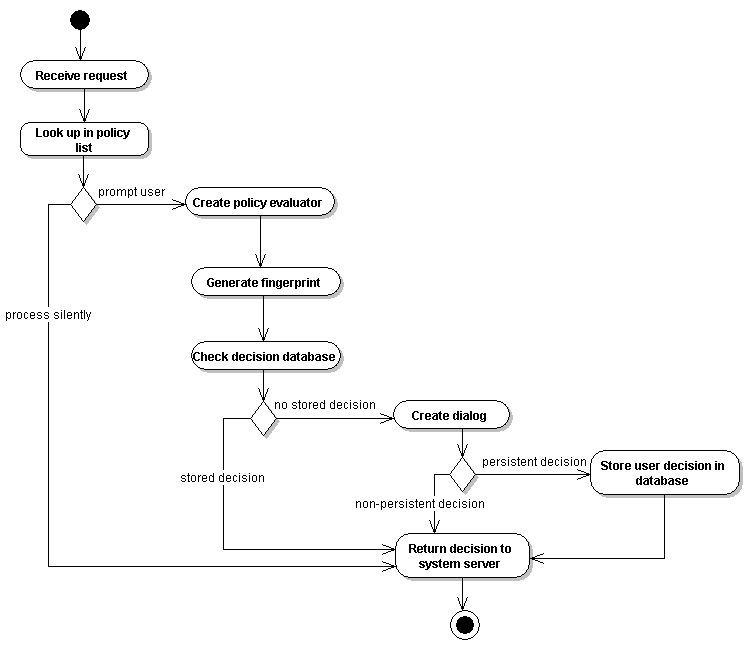 Receive request
Look up in policy
list
prompt user
Create policy evaluator
Generate fingerprint
process silently
Check decision database
no stored decision
Create dialog
stored decision
persistent decision
Store user decision in
database
non-persistent decision
Return decision to
system server